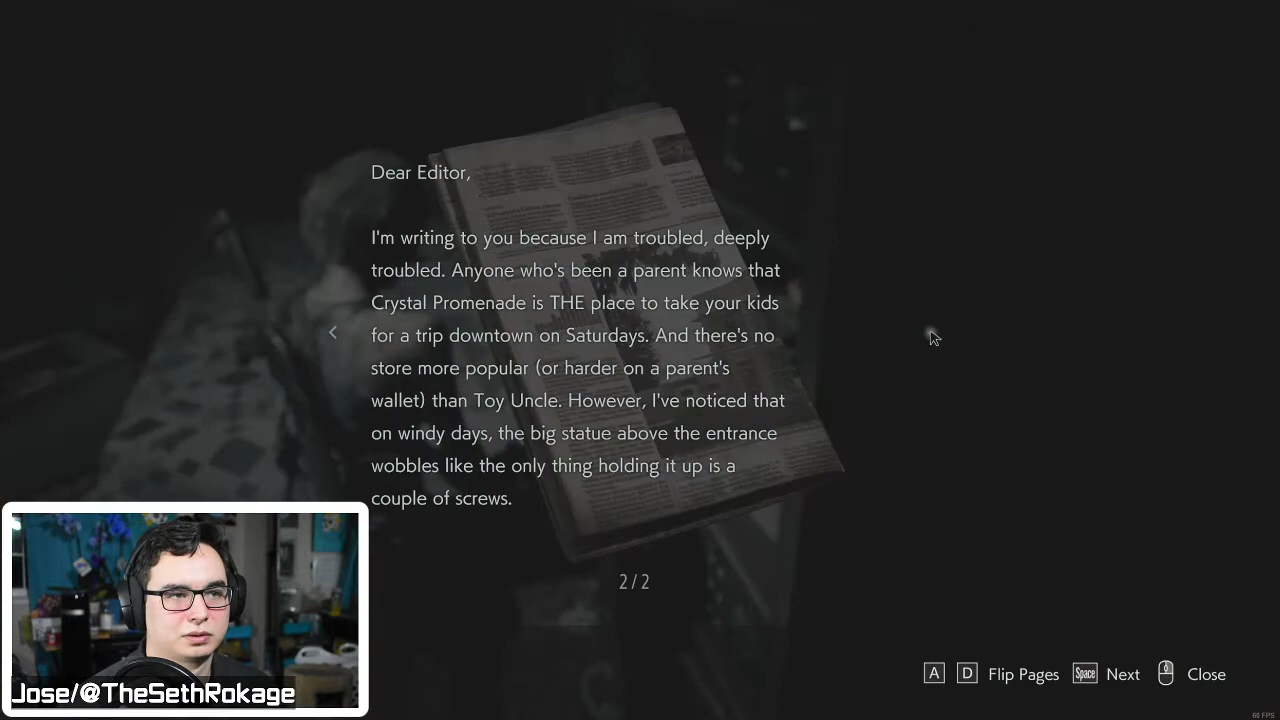 Dear Editor,
I'm writing to you because I am troubled, deeply
troubled. Anyone who's been a parent knows that
Crystal Promenade is THE place to take your kids
for a trip downtown on Saturdays. And there's no
store more popular (or harder on a parent's
wallet) than Toy Uncle. However, I've noticed that
on windy days, the big statue above the entrance
wobbles like the only thing holding it up is a
couple of screws.
2/2
A D Flip Pages Space Next Close
Jose/@TheSethRokage
60 FPS